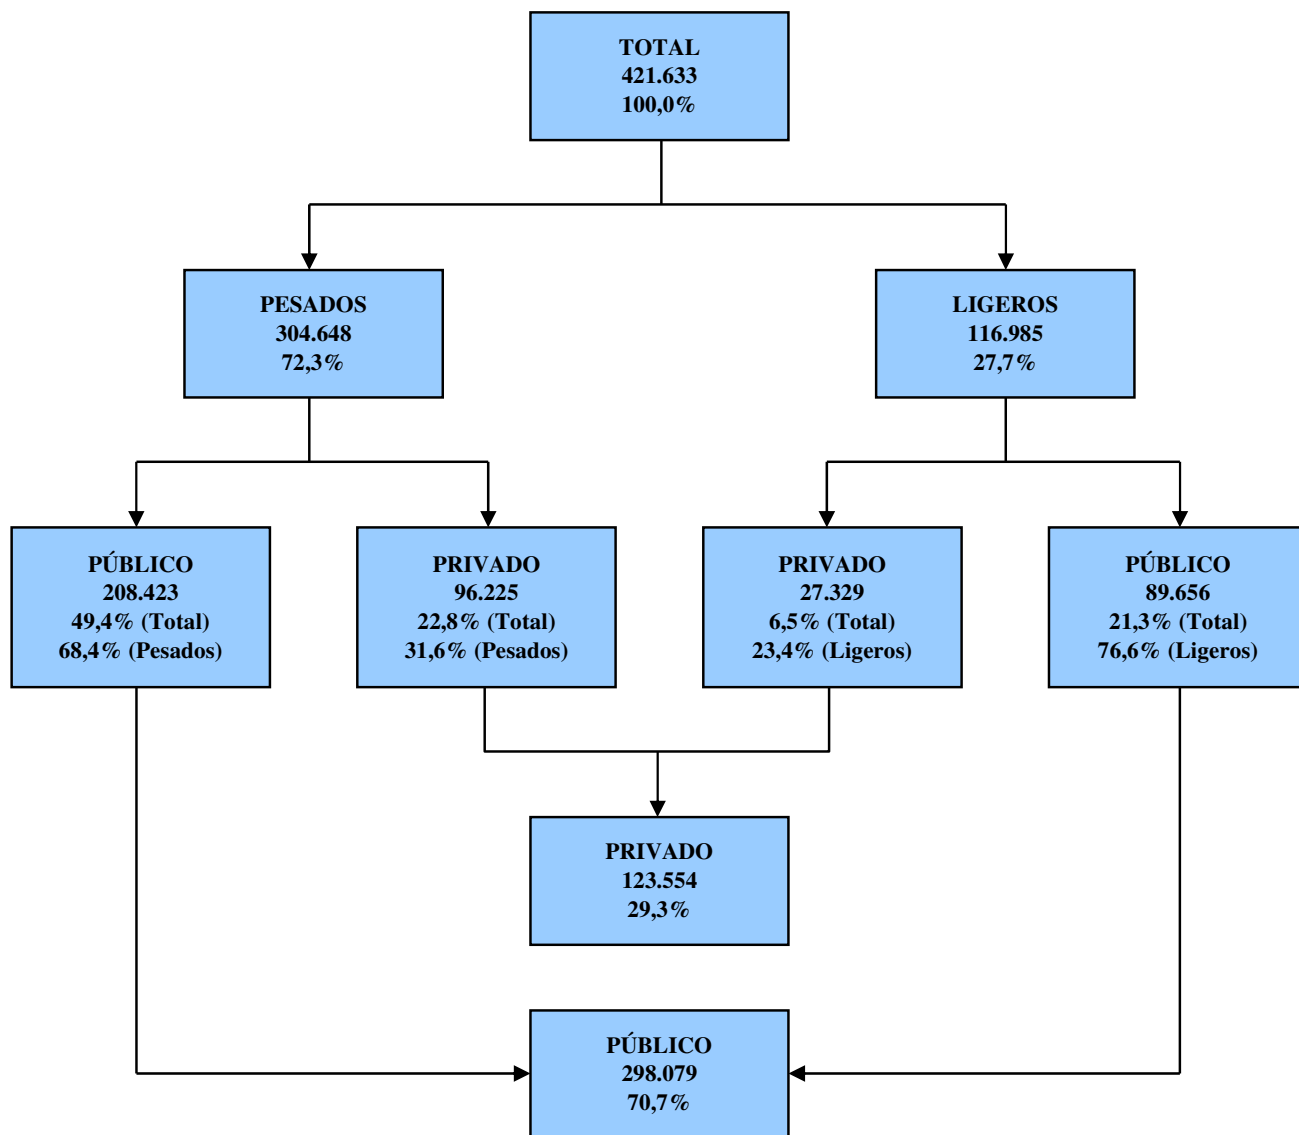 TOTAL
421.633
100,0%
PESADOS
304.648
72,3%
LIGEROS
116.985
27,7%
PÚBLICO
208.423
49,4% (Total)
68,4% (Pesados)
PRIVADO
96.225
22,8% (Total)
31,6% (Pesados)
PRIVADO
27.329
6,5% (Total)
23,4% (Ligeros)
PÚBLICO
89.656
21,3% (Total)
76,6% (Ligeros)
PRIVADO
123.554
29,3%
PÚBLICO
298.079
70,7%